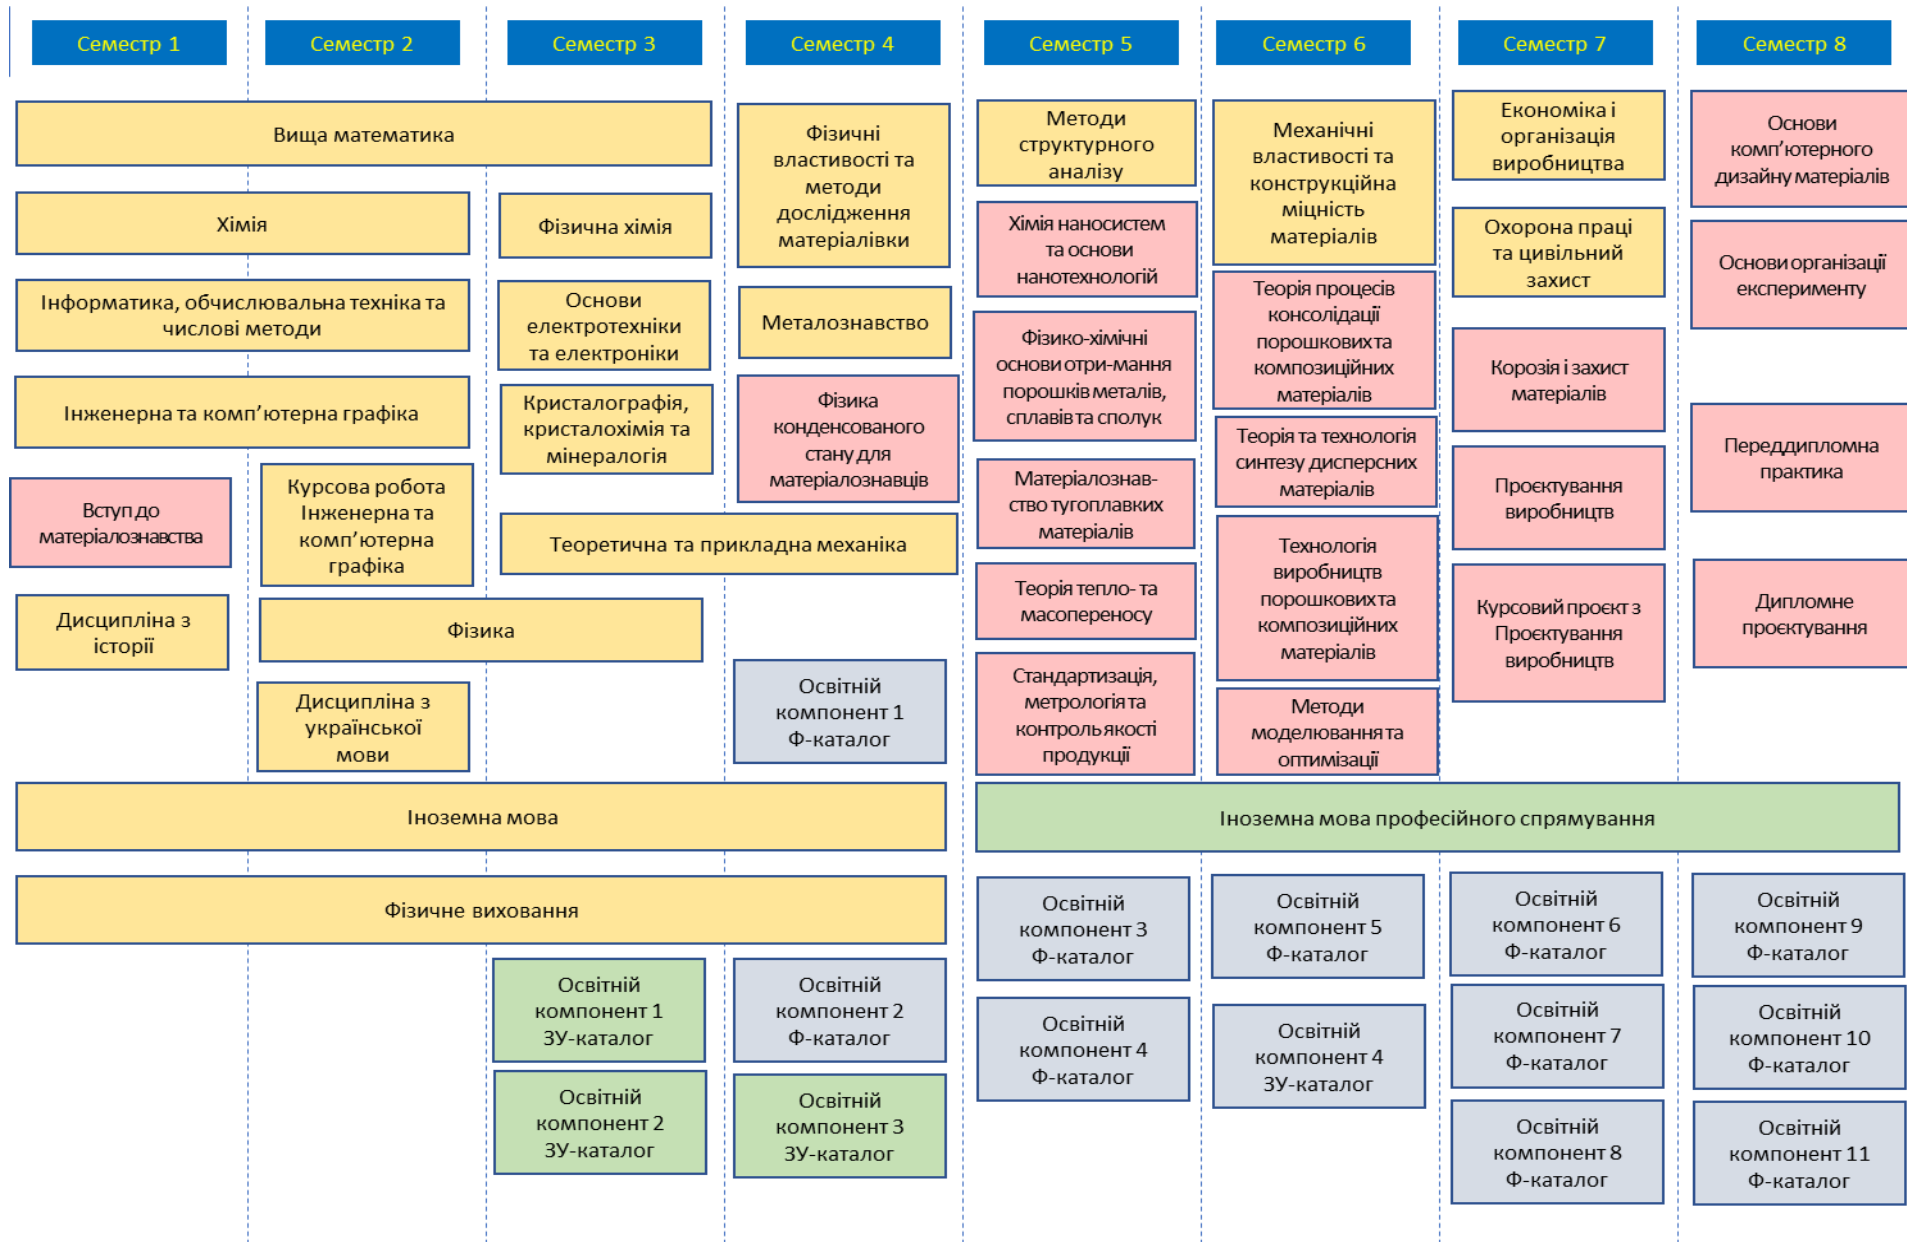 Семестр 1
Семестр 2
Семестр 3
Семестр 4
Семестр 5
Семестр 6
Семестр 7
Семестр 8
Вища математика
Хімія
Інформатика, обчислювальна техніка та
числові методи
Інженерна та комп’ютерна графіка
Вступ до
матеріалознавства
Дисципліна з
історії
Курсова робота
Інженерна та
комп’ютерна
графіка
Фізика
Дисципліна з
української
мови
Фізична хімія
Основи
електротехніки
та електроніки
Кристалографія,
кристалохімія та
мінералогія
Теоретична та прикладна механіка
Фізичні
властивості та
методи
дослідження
матеріалівки
Металознавство
Фізика
конденсованого
стану для
матеріалознавців
Освітній
компонент 1
Ф-каталог
Методи
структурного
аналізу
Хімія наносистем
та основи
нанотехнологій
Фізико-хімічні
основи отри-мання
порошків металів,
сплавів та сполук
Матеріалознав-
ство тугоплавких
матеріалів
Теорія тепло- та
масопереносу
Стандартизація,
метрологія та
контроль якості
продукції
Механічні
властивості та
конструкційна
міцність
матеріалів
Теорія процесів
консолідації
порошкових та
композиційних
матеріалів
Теорія та технологія
синтезу дисперсних
матеріалів
Технологія
виробництв
порошкових та
композиційних
матеріалів
Методи
моделювання та
оптимізації
Економіка і
організація
виробництва
Охорона праці
та цивільний
захист
Корозія і захист
матеріалів
Проєктування
виробництв
Курсовий проєкт з
Проєктування
виробництв
Основи
комп’ютерного
дизайну матеріалів
Основи організації
експерименту
Переддипломна
практика
Дипломне
проєктування
Іноземна мова
Іноземна мова професійного спрямування
Фізичне виховання
Освітній
компонент 1
ЗУ-каталог
Освітній
компонент 2
ЗУ-каталог
Освітній
компонент 2
Ф-каталог
Освітній
компонент 3
ЗУ-каталог
Освітній
компонент 3
Ф-каталог
Освітній
компонент 4
Ф-каталог
Освітній
компонент 5
Ф-каталог
Освітній
компонент 4
ЗУ-каталог
Освітній
компонент 6
Ф-каталог
Освітній
компонент 7
Ф-каталог
Освітній
компонент 8
Ф-каталог
Освітній
компонент 9
Ф-каталог
Освітній
компонент 10
Ф-каталог
Освітній
компонент 11
Ф-каталог